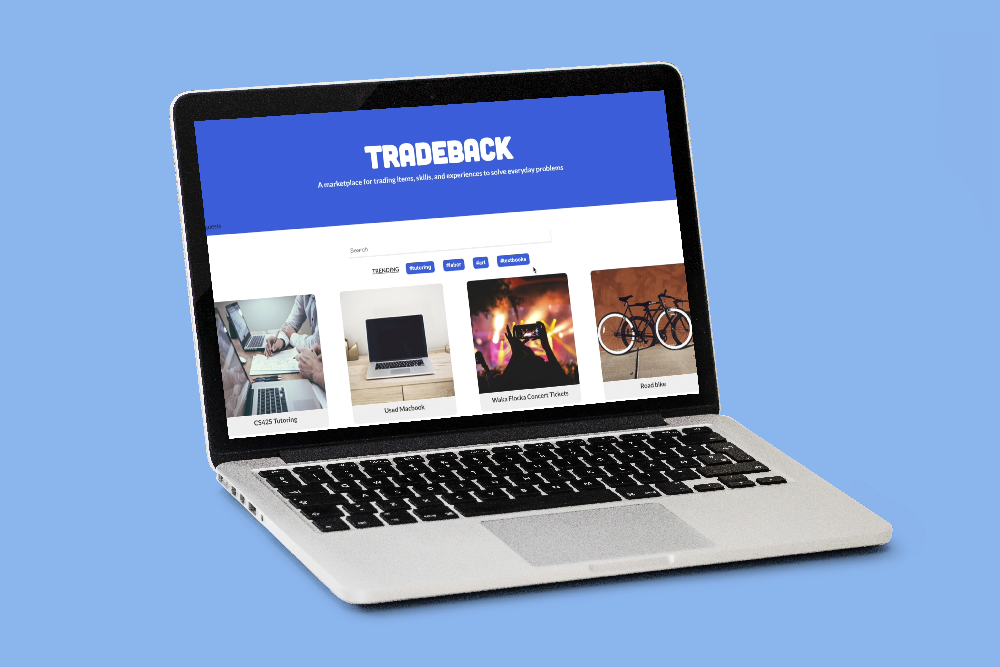 TRADEBACK
A marketplace for trading items, skills, and experiences to solve everyday problems
Search
TRENDING #tutoring #labor #art #textbooks
CS425 Tutoring
Used Macbook
Waka Flocka Concert Tickets
Road bike